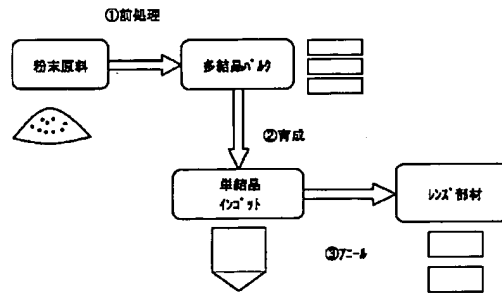 ①前処理
粉末原料
多結晶バルク
②育成
単結晶
インゴット
レンズ部材
③アニール